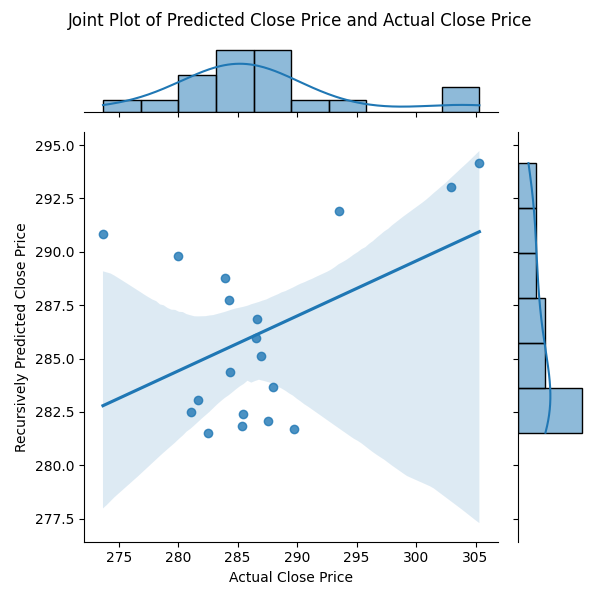 Joint Plot of Predicted Close Price and Actual Close Price
295.0
292.5
290.0
287.5
285.0
282.5
280.0
277.5
Recursively Predicted Close Price
275 280 285 290 295 300 305
Actual Close Price